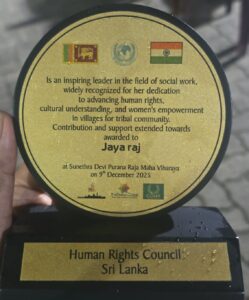 Is an inspiring leader in the field of social work,
widely recognized for her dedication
to advancing human rights,
cultural understanding, and women's empowerment
in villages for tribal community.
Contribution and support extended towards
awarded to
Jaya raj
at Sunethra Devi Purana Raja Maha Viharaya
on 9th December 2025
Human Rights Council
Sri Lanka